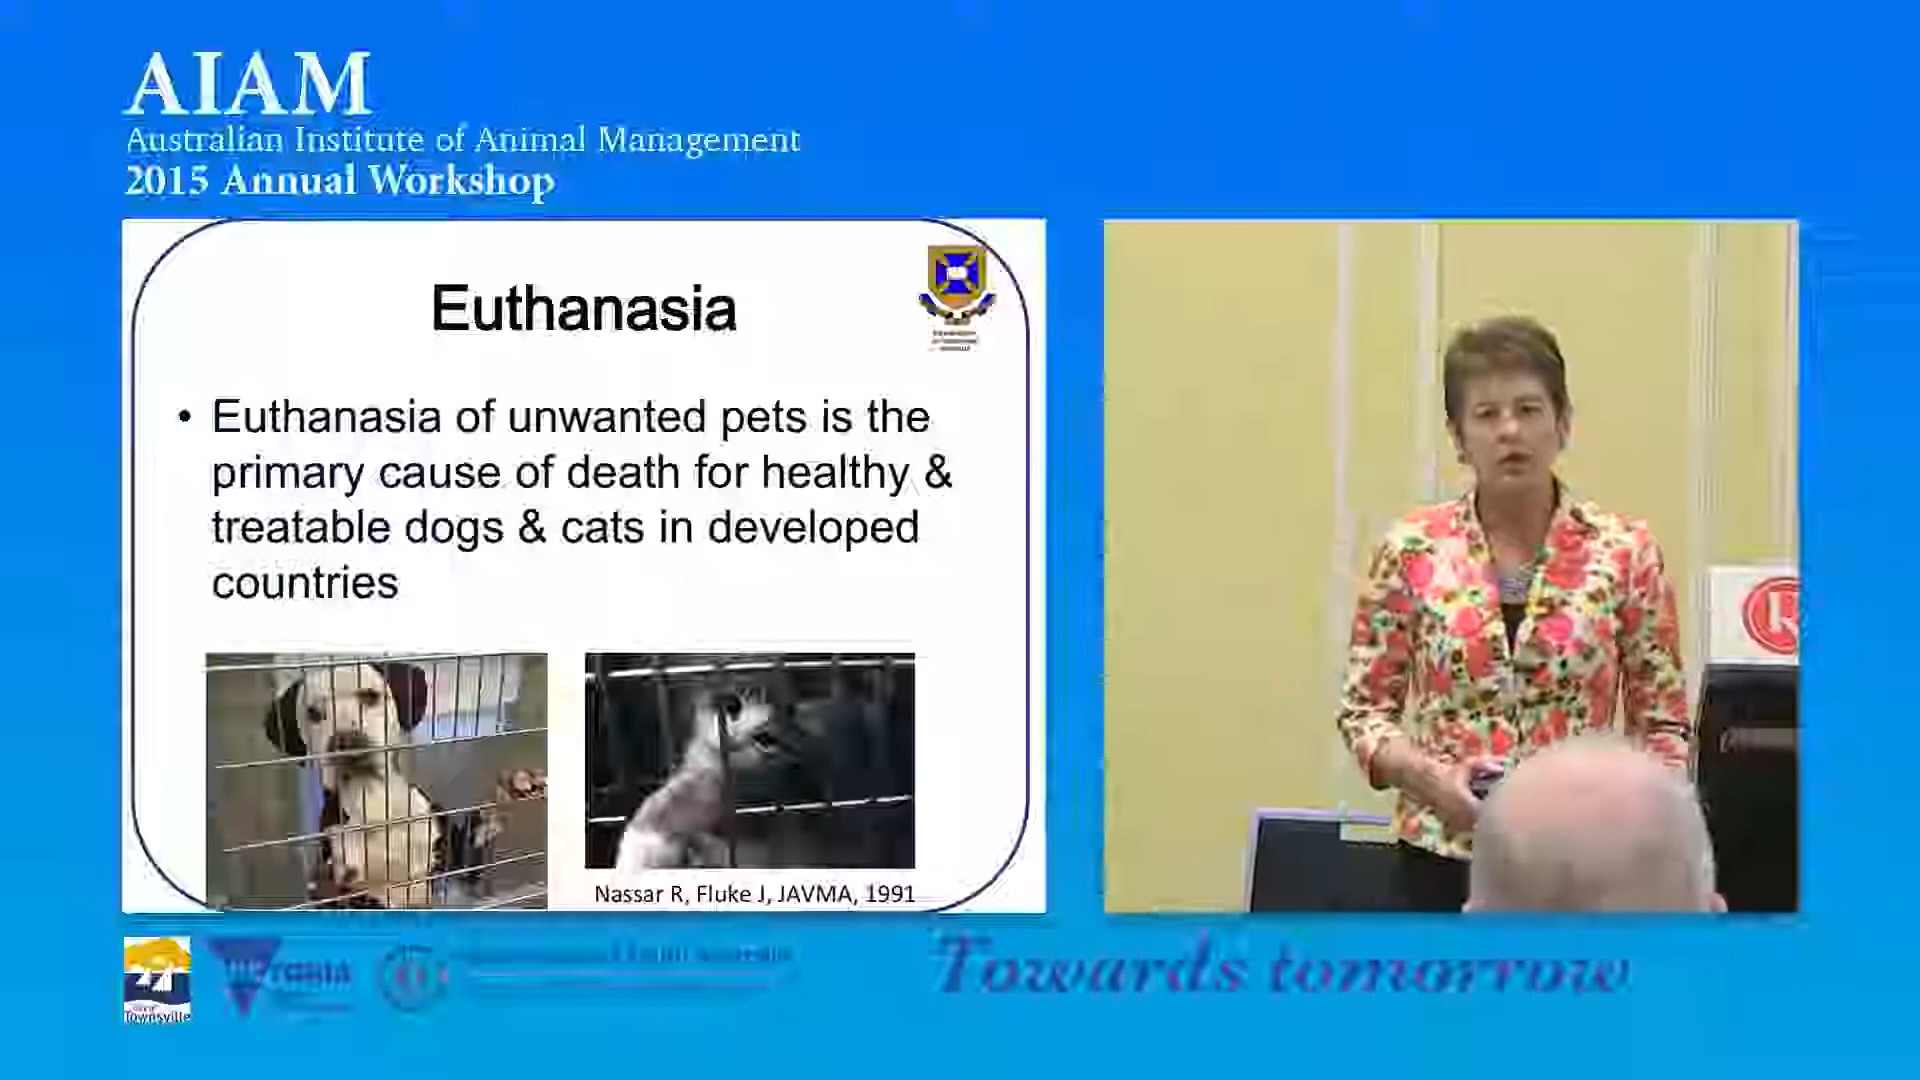 AIAM
Australian Institute of Animal Management
2015 Annual Workshop
Euthanasia
• Euthanasia of unwanted pets is the
primary cause of death for healthy &
treatable dogs & cats in developed
countries
Nassar R, Fluke J, JAVMA, 1991
Townsville
Towards tomorrow